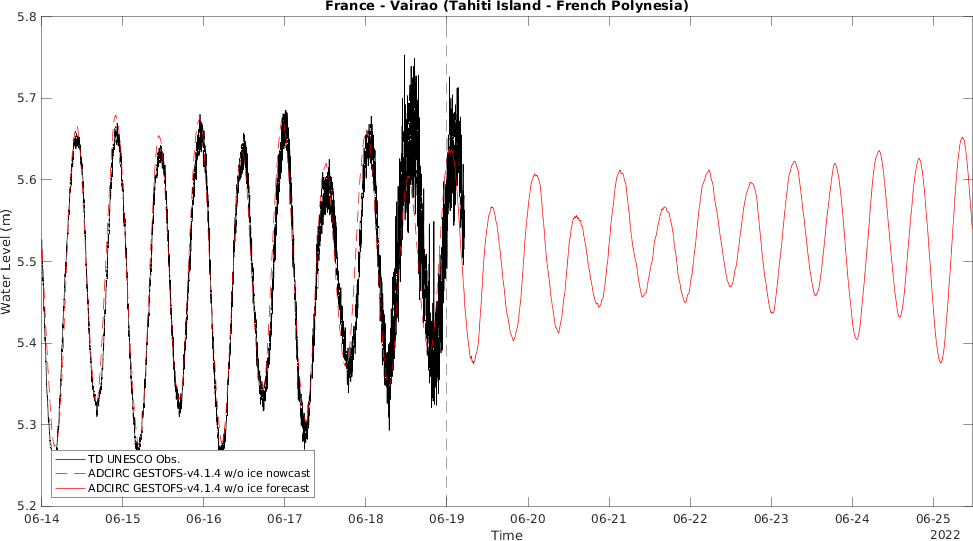 France - Vairao (Tahiti Island - French Polynesia)
5.8
5.7
5.6
5.5
5.4
5.3
5.2
Water Level (m)
TD UNESCO Obs.
ADCIRC GESTOFS-v4.1.4 w/o ice nowcast
ADCIRC GESTOFS-v4.1.4 w/o ice forecast
06-14 06-15 06-16 06-17 06-18 06-19 06-20 06-21 06-22 06-23 06-24 06-25
Time
2022